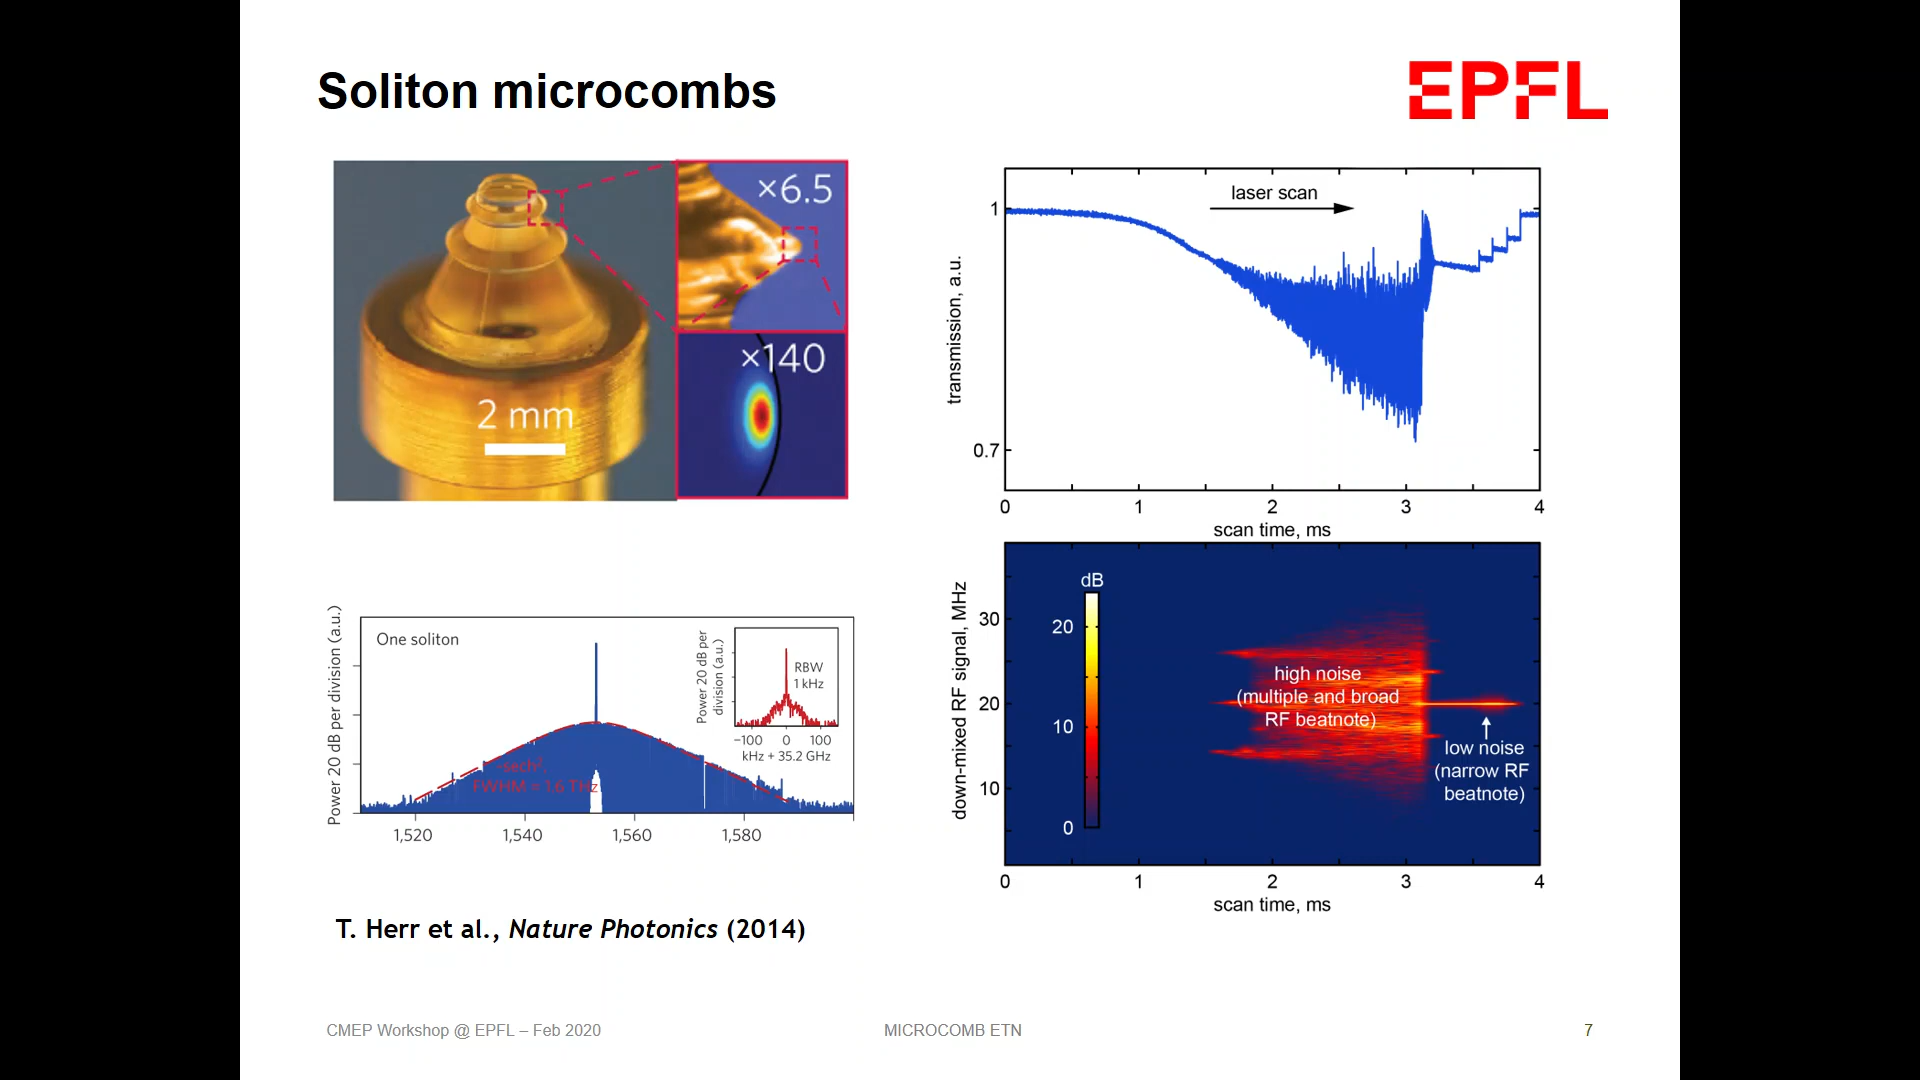 Soliton microcombs
EPFL
×6.5
×140
2 mm
laser scan
transmission, a.u.
1
0.7
0 1 2 3 4
scan time, ms
Power 20 dB per division (a.u.)
One soliton
~sech²,
FWHM = 1.6 THz
1,520 1,540 1,560 1,580
Power 20 dB per
division (a.u.)
RBW
1 kHz
−100 0 100
kHz + 35.2 GHz
down-mixed RF signal, MHz
30
20
10
dB
20
10
0
high noise
(multiple and broad
RF beatnote)
low noise
(narrow RF
beatnote)
0 1 2 3 4
scan time, ms
T. Herr et al., Nature Photonics (2014)
CMEP Workshop @ EPFL – Feb 2020
MICROCOMB ETN
7